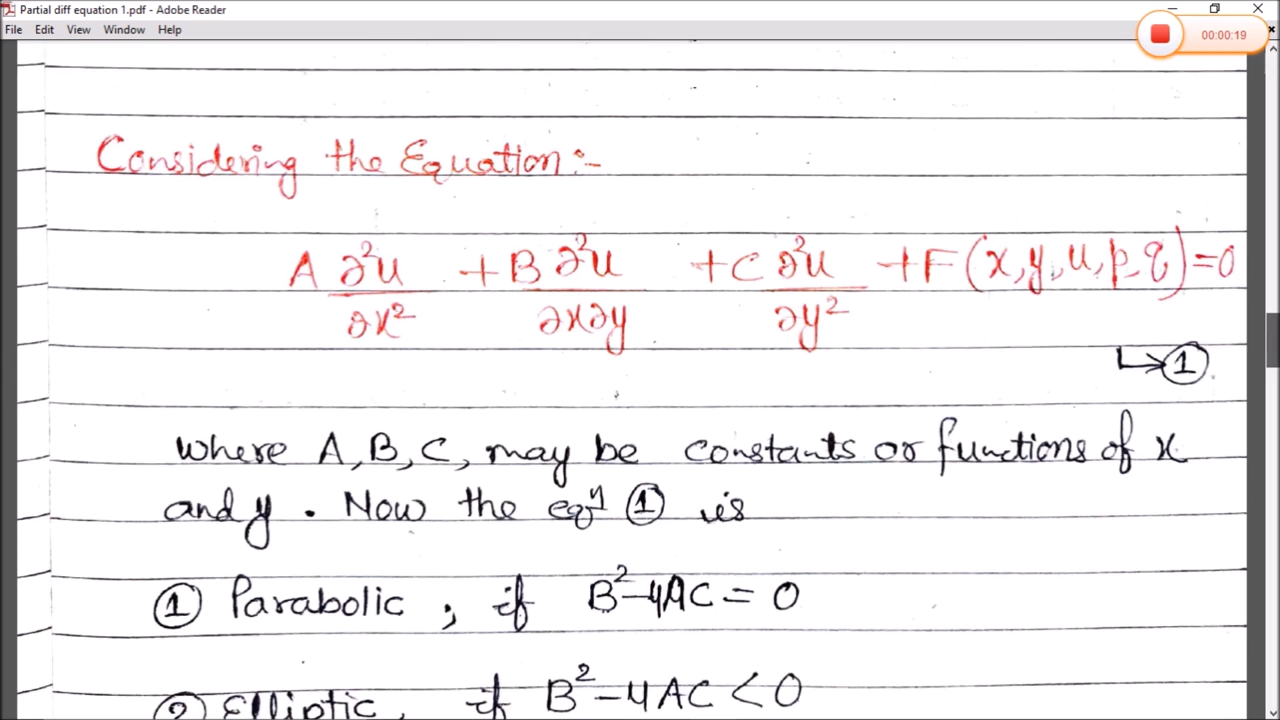 Partial diff equation 1.pdf - Adobe Reader
File Edit View Window Help
00:00:19
Considering the Equation:-
A ∂²u/∂x² + B ∂²u/∂x∂y + C ∂²u/∂y² + F(x, y, u, p, q) = 0
↳ ①
where A, B, C, may be constants or functions of x
and y . Now the eqⁿ ① is
① Parabolic , if B²-4AC = 0
② Elliptic, if B²-4AC < 0